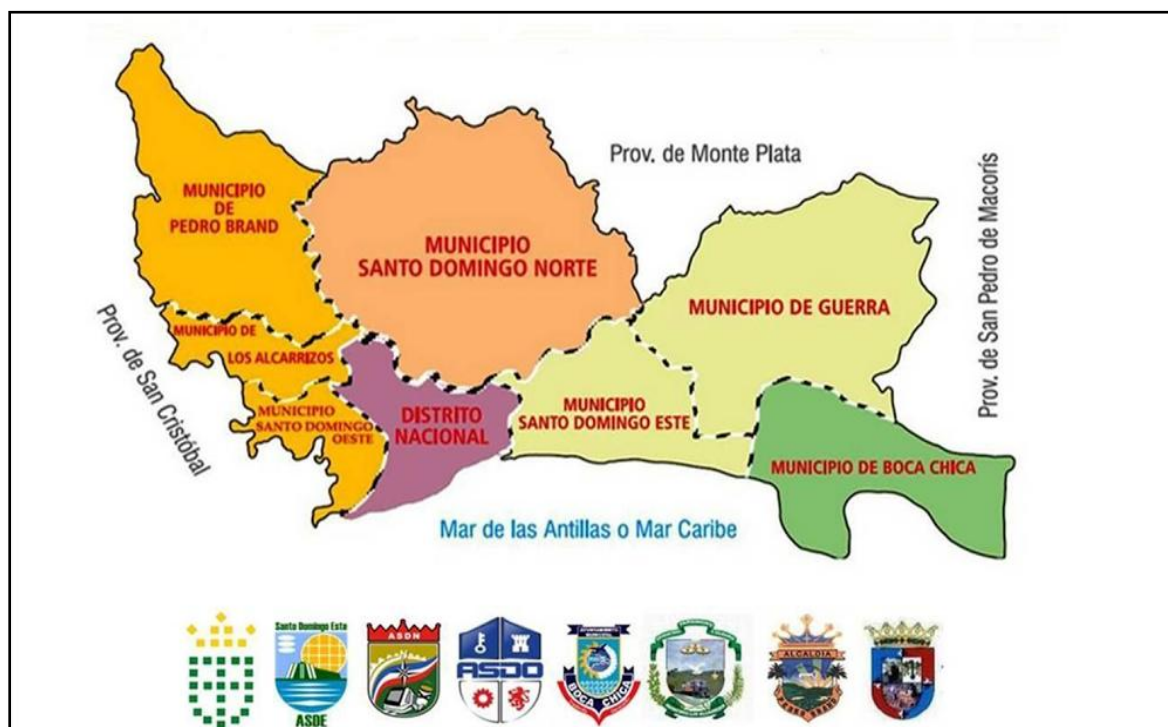 Prov. de Monte Plata
MUNICIPIO
DE
PEDRO BRAND
MUNICIPIO
SANTO DOMINGO NORTE
MUNICIPIO DE GUERRA
Prov. de San Pedro de Macorís
Prov. de San Cristóbal
MUNICIPIO DE
LOS ALCARRIZOS
MUNICIPIO
SANTO DOMINGO
OESTE
DISTRITO
NACIONAL
MUNICIPIO
SANTO DOMINGO ESTE
MUNICIPIO DE BOCA CHICA
Mar de las Antillas o Mar Caribe
Santo Domingo Este
ASDE
ASDN
ASDO
BOCA CHICA
ALCALDIA
PEDRO BRAND